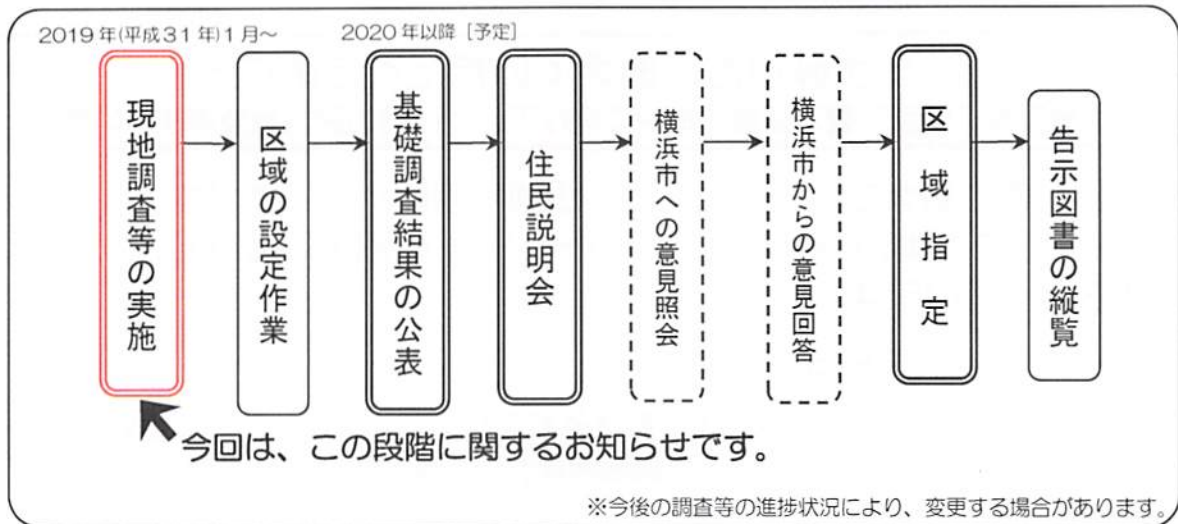 2019年(平成31年)1月～
2020年以降［予定］
現地調査等の実施
区域の設定作業
基礎調査結果の公表
住民説明会
横浜市への意見照会
横浜市からの意見回答
区域指定
告示図書の縦覧
今回は、この段階に関するお知らせです。
※今後の調査等の進捗状況により、変更する場合があります。